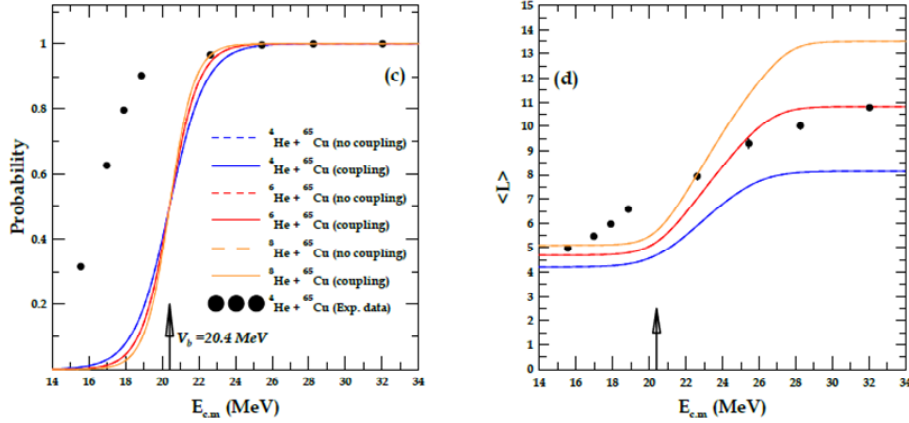 1
0.8
0.6
0.4
0.2
Probability
(c)
⁴He + ⁶⁵Cu (no coupling)
⁴He + ⁶⁵Cu (coupling)
⁶He + ⁶⁵Cu (no coupling)
⁶He + ⁶⁵Cu (coupling)
⁸He + ⁶⁵Cu (no coupling)
⁸He + ⁶⁵Cu (coupling)
⁴He + ⁶⁵Cu (Exp. data)
V_b =20.4 MeV
14 16 18 20 22 24 26 28 30 32 34
E_c.m (MeV)
15
14
13
12
11
10
9
8
7
6
5
4
3
2
1
0
<L>
(d)
14 16 18 20 22 24 26 28 30 32 34
E_c.m (MeV)